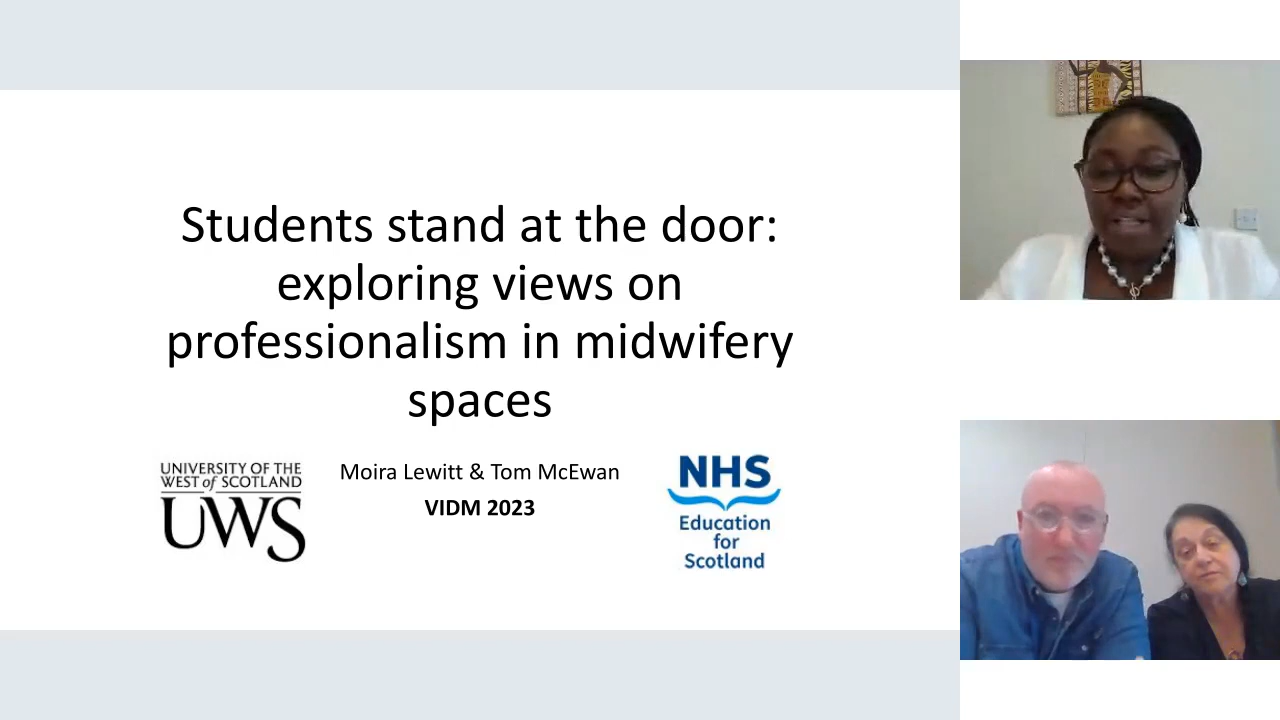 Students stand at the door:
exploring views on
professionalism in midwifery
spaces
Moira Lewitt & Tom McEwan
VIDM 2023
UNIVERSITY OF THE
WEST of SCOTLAND
UWS
NHS
Education
for
Scotland